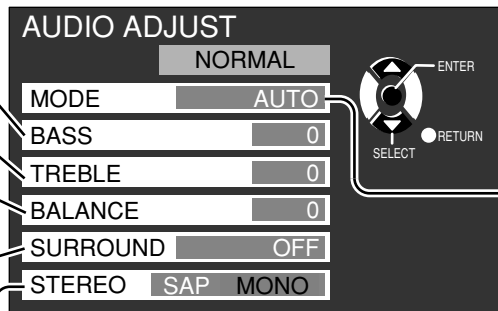 AUDIO ADJUST
NORMAL
MODE AUTO
BASS 0
TREBLE 0
BALANCE 0
SURROUND OFF
STEREO SAP MONO
ENTER
RETURN
SELECT